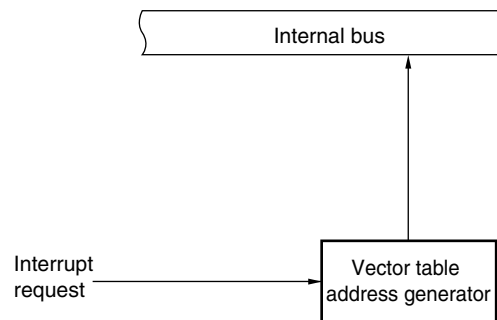 Internal bus
Interrupt
request
Vector table
address generator